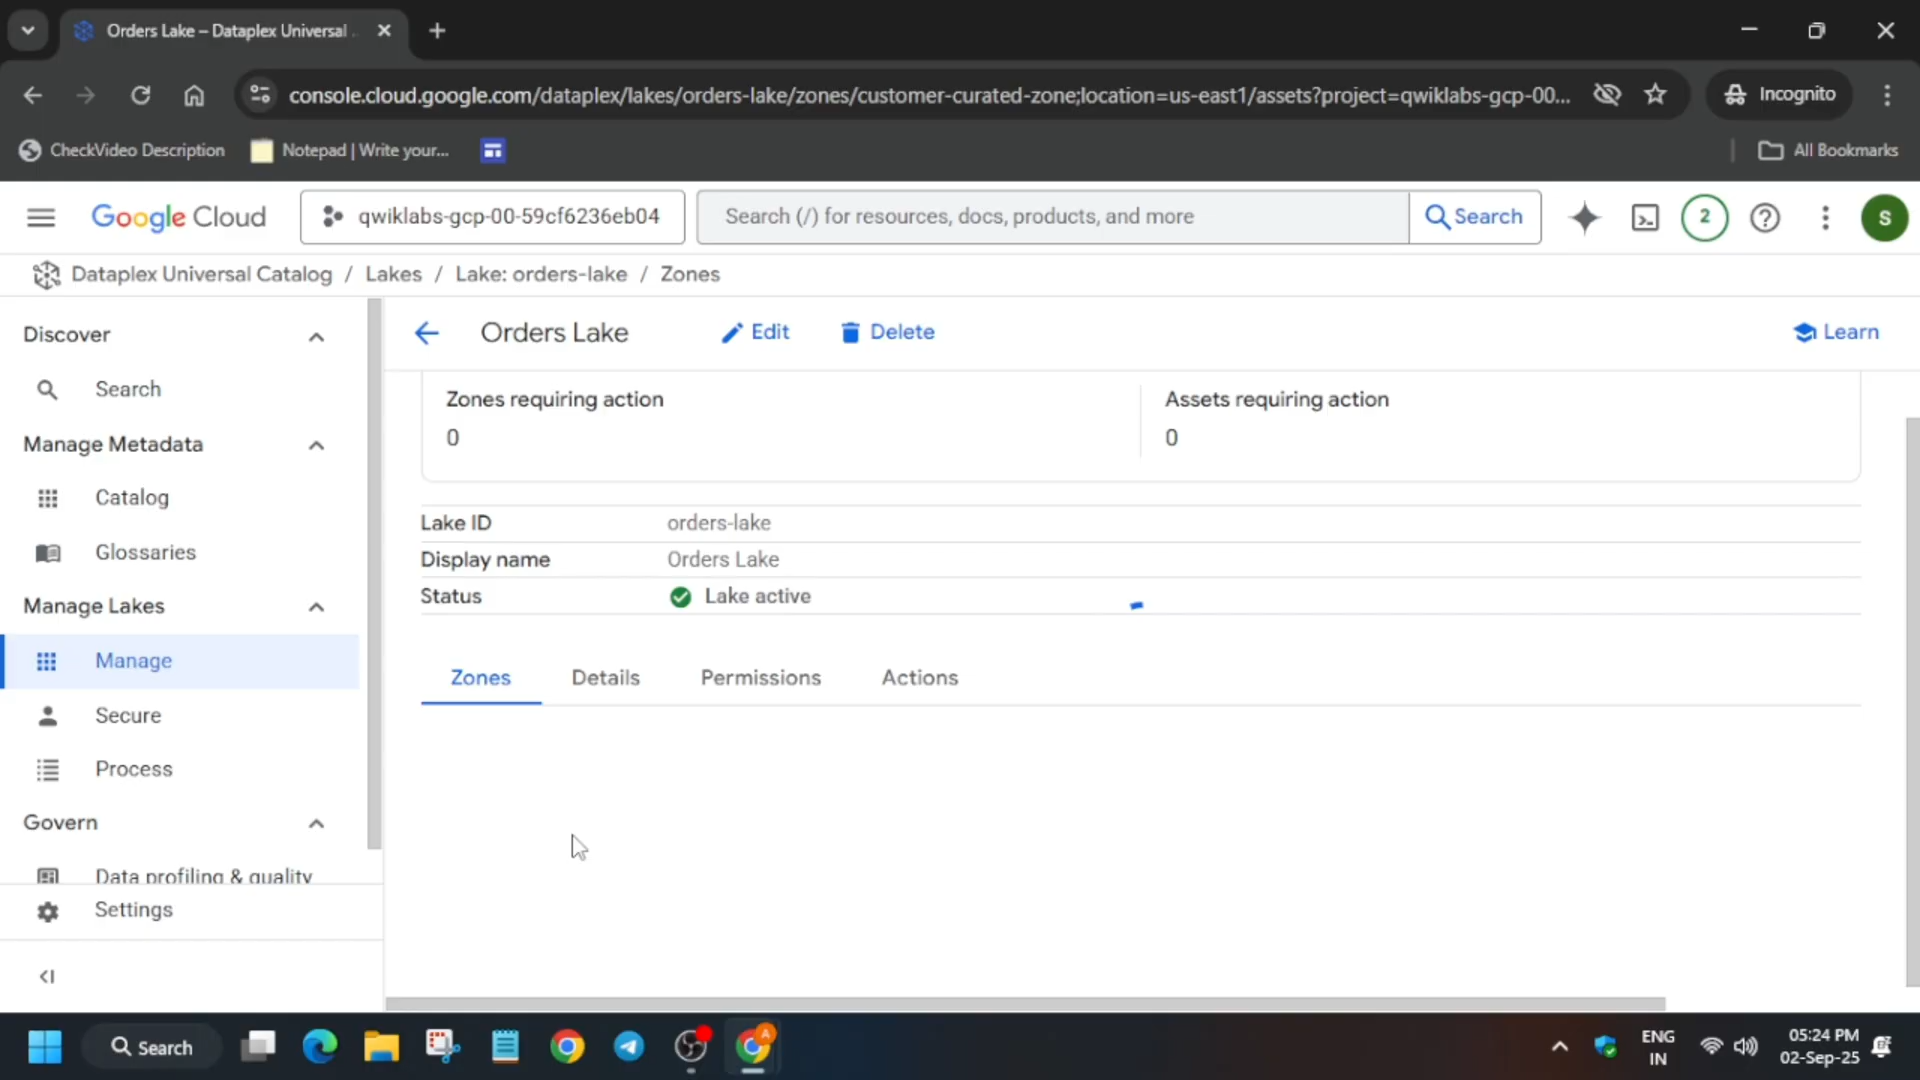 Orders Lake – Dataplex Universal
console.cloud.google.com/dataplex/lakes/orders-lake/zones/customer-curated-zone;location=us-east1/assets?project=qwiklabs-gcp-00...
Incognito
CheckVideo Description
Notepad | Write your...
All Bookmarks
Google Cloud
qwiklabs-gcp-00-59cf6236eb04
Search (/) for resources, docs, products, and more
Search
2
S
Dataplex Universal Catalog / Lakes / Lake: orders-lake / Zones
Discover
Search
Manage Metadata
Catalog
Glossaries
Manage Lakes
Manage
Secure
Process
Govern
Data profiling & quality
Settings
Orders Lake
Edit
Delete
Learn
Zones requiring action
0
Assets requiring action
0
Lake ID orders-lake
Display name Orders Lake
Status Lake active
Zones Details Permissions Actions
Search
A
ENG
IN
05:24 PM
02-Sep-25